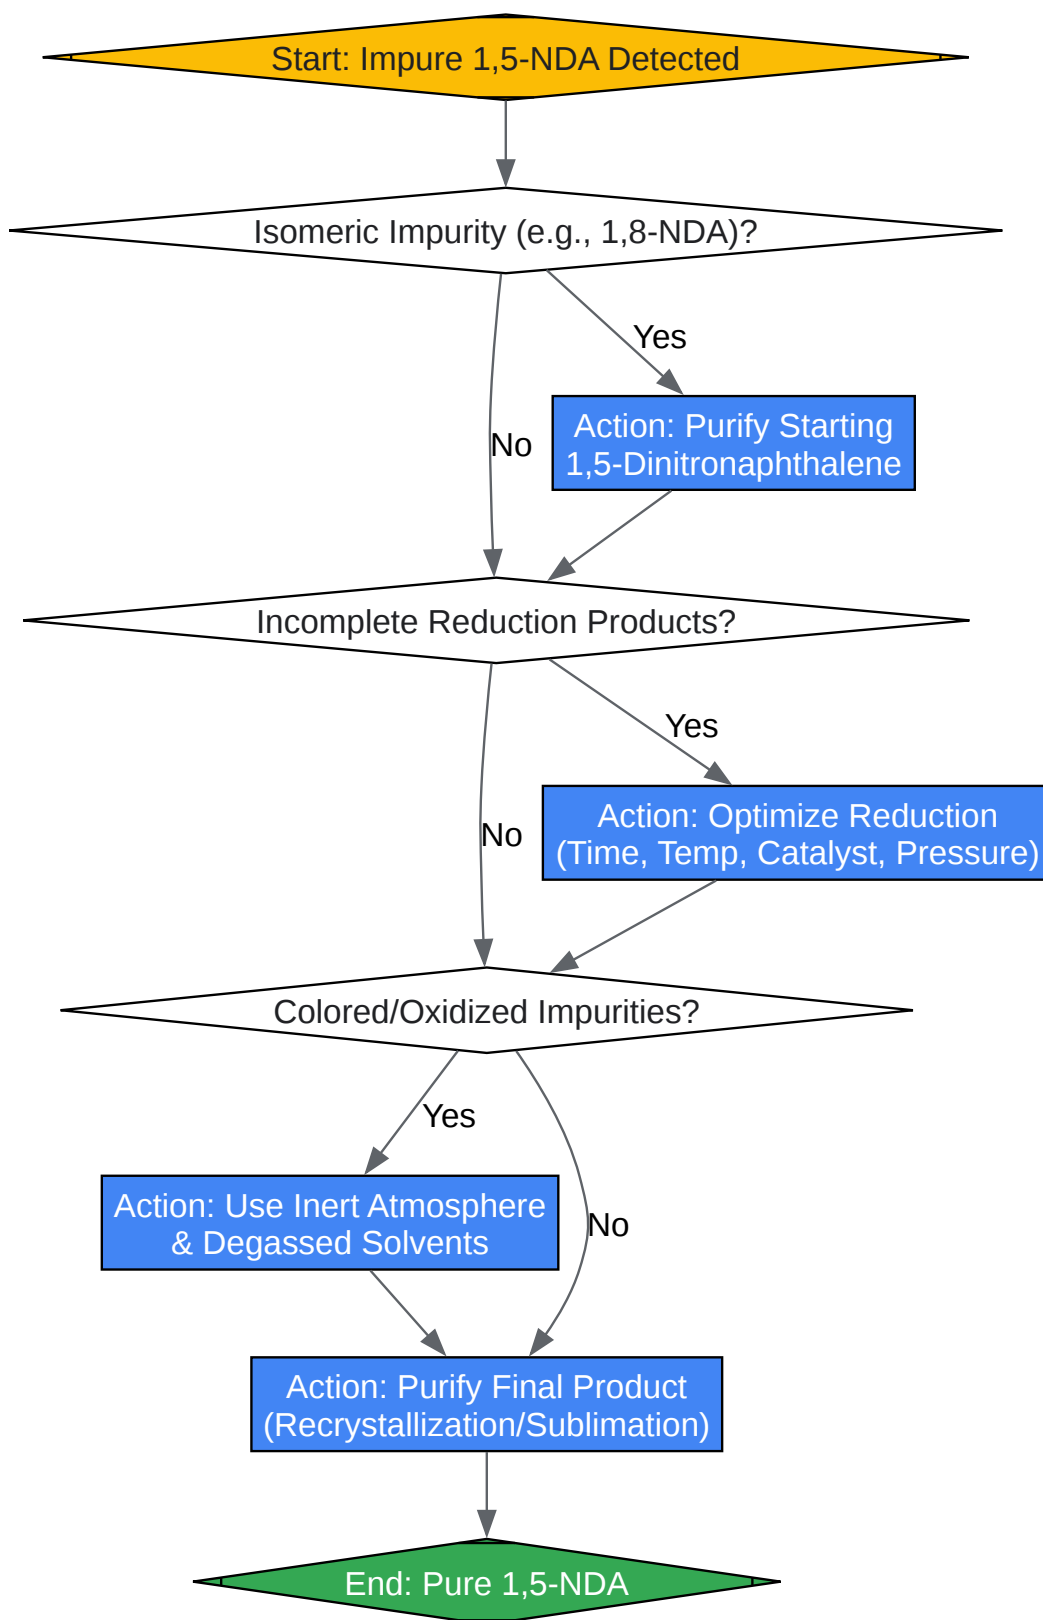 Start: Impure 1,5-NDA Detected
Isomeric Impurity (e.g., 1,8-NDA)?
Yes
Action: Purify Starting
1,5-Dinitronaphthalene
No
Incomplete Reduction Products?
Yes
Action: Optimize Reduction
(Time, Temp, Catalyst, Pressure)
No
Colored/Oxidized Impurities?
Yes
Action: Use Inert Atmosphere
& Degassed Solvents
No
Action: Purify Final Product
(Recrystallization/Sublimation)
End: Pure 1,5-NDA